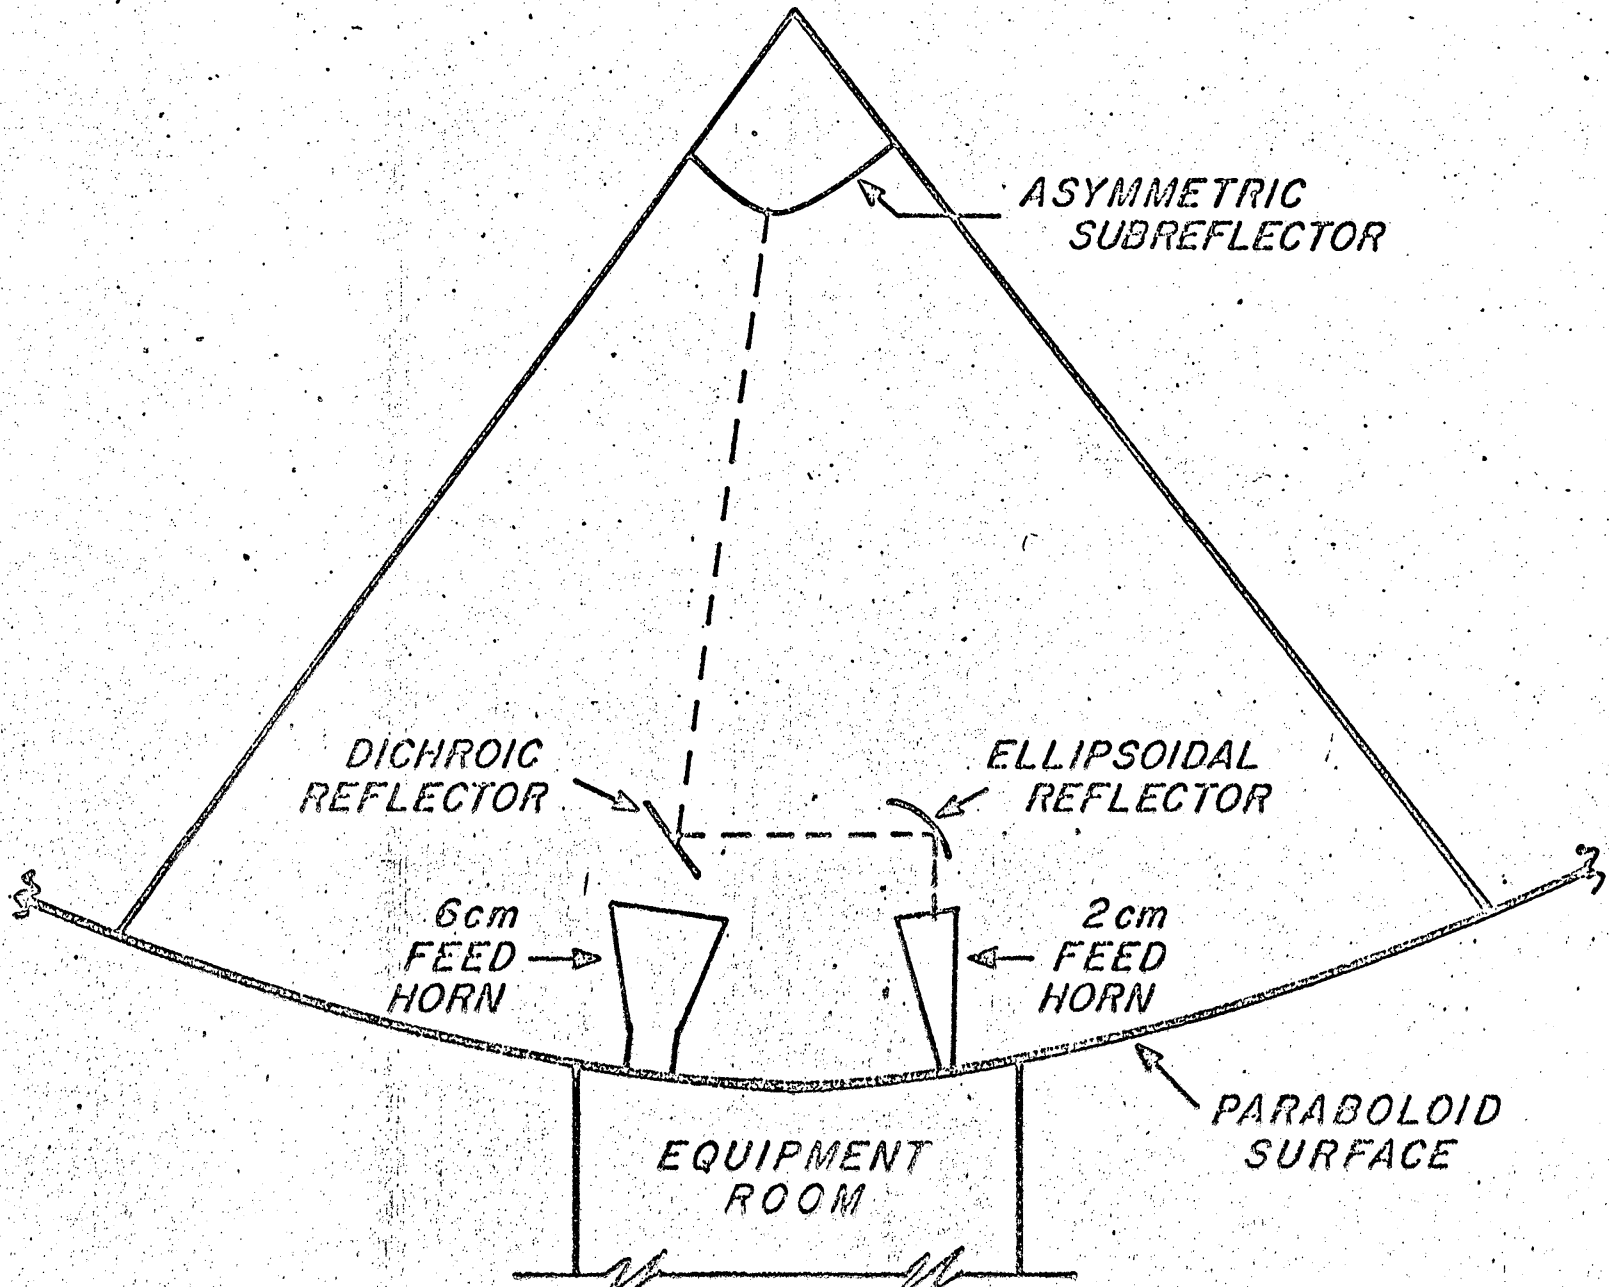 ASYMMETRIC
SUBREFLECTOR
DICHROIC
REFLECTOR
ELLIPSOIDAL
REFLECTOR
6cm
FEED
HORN
2cm
FEED
HORN
PARABOLOID
SURFACE
EQUIPMENT
ROOM